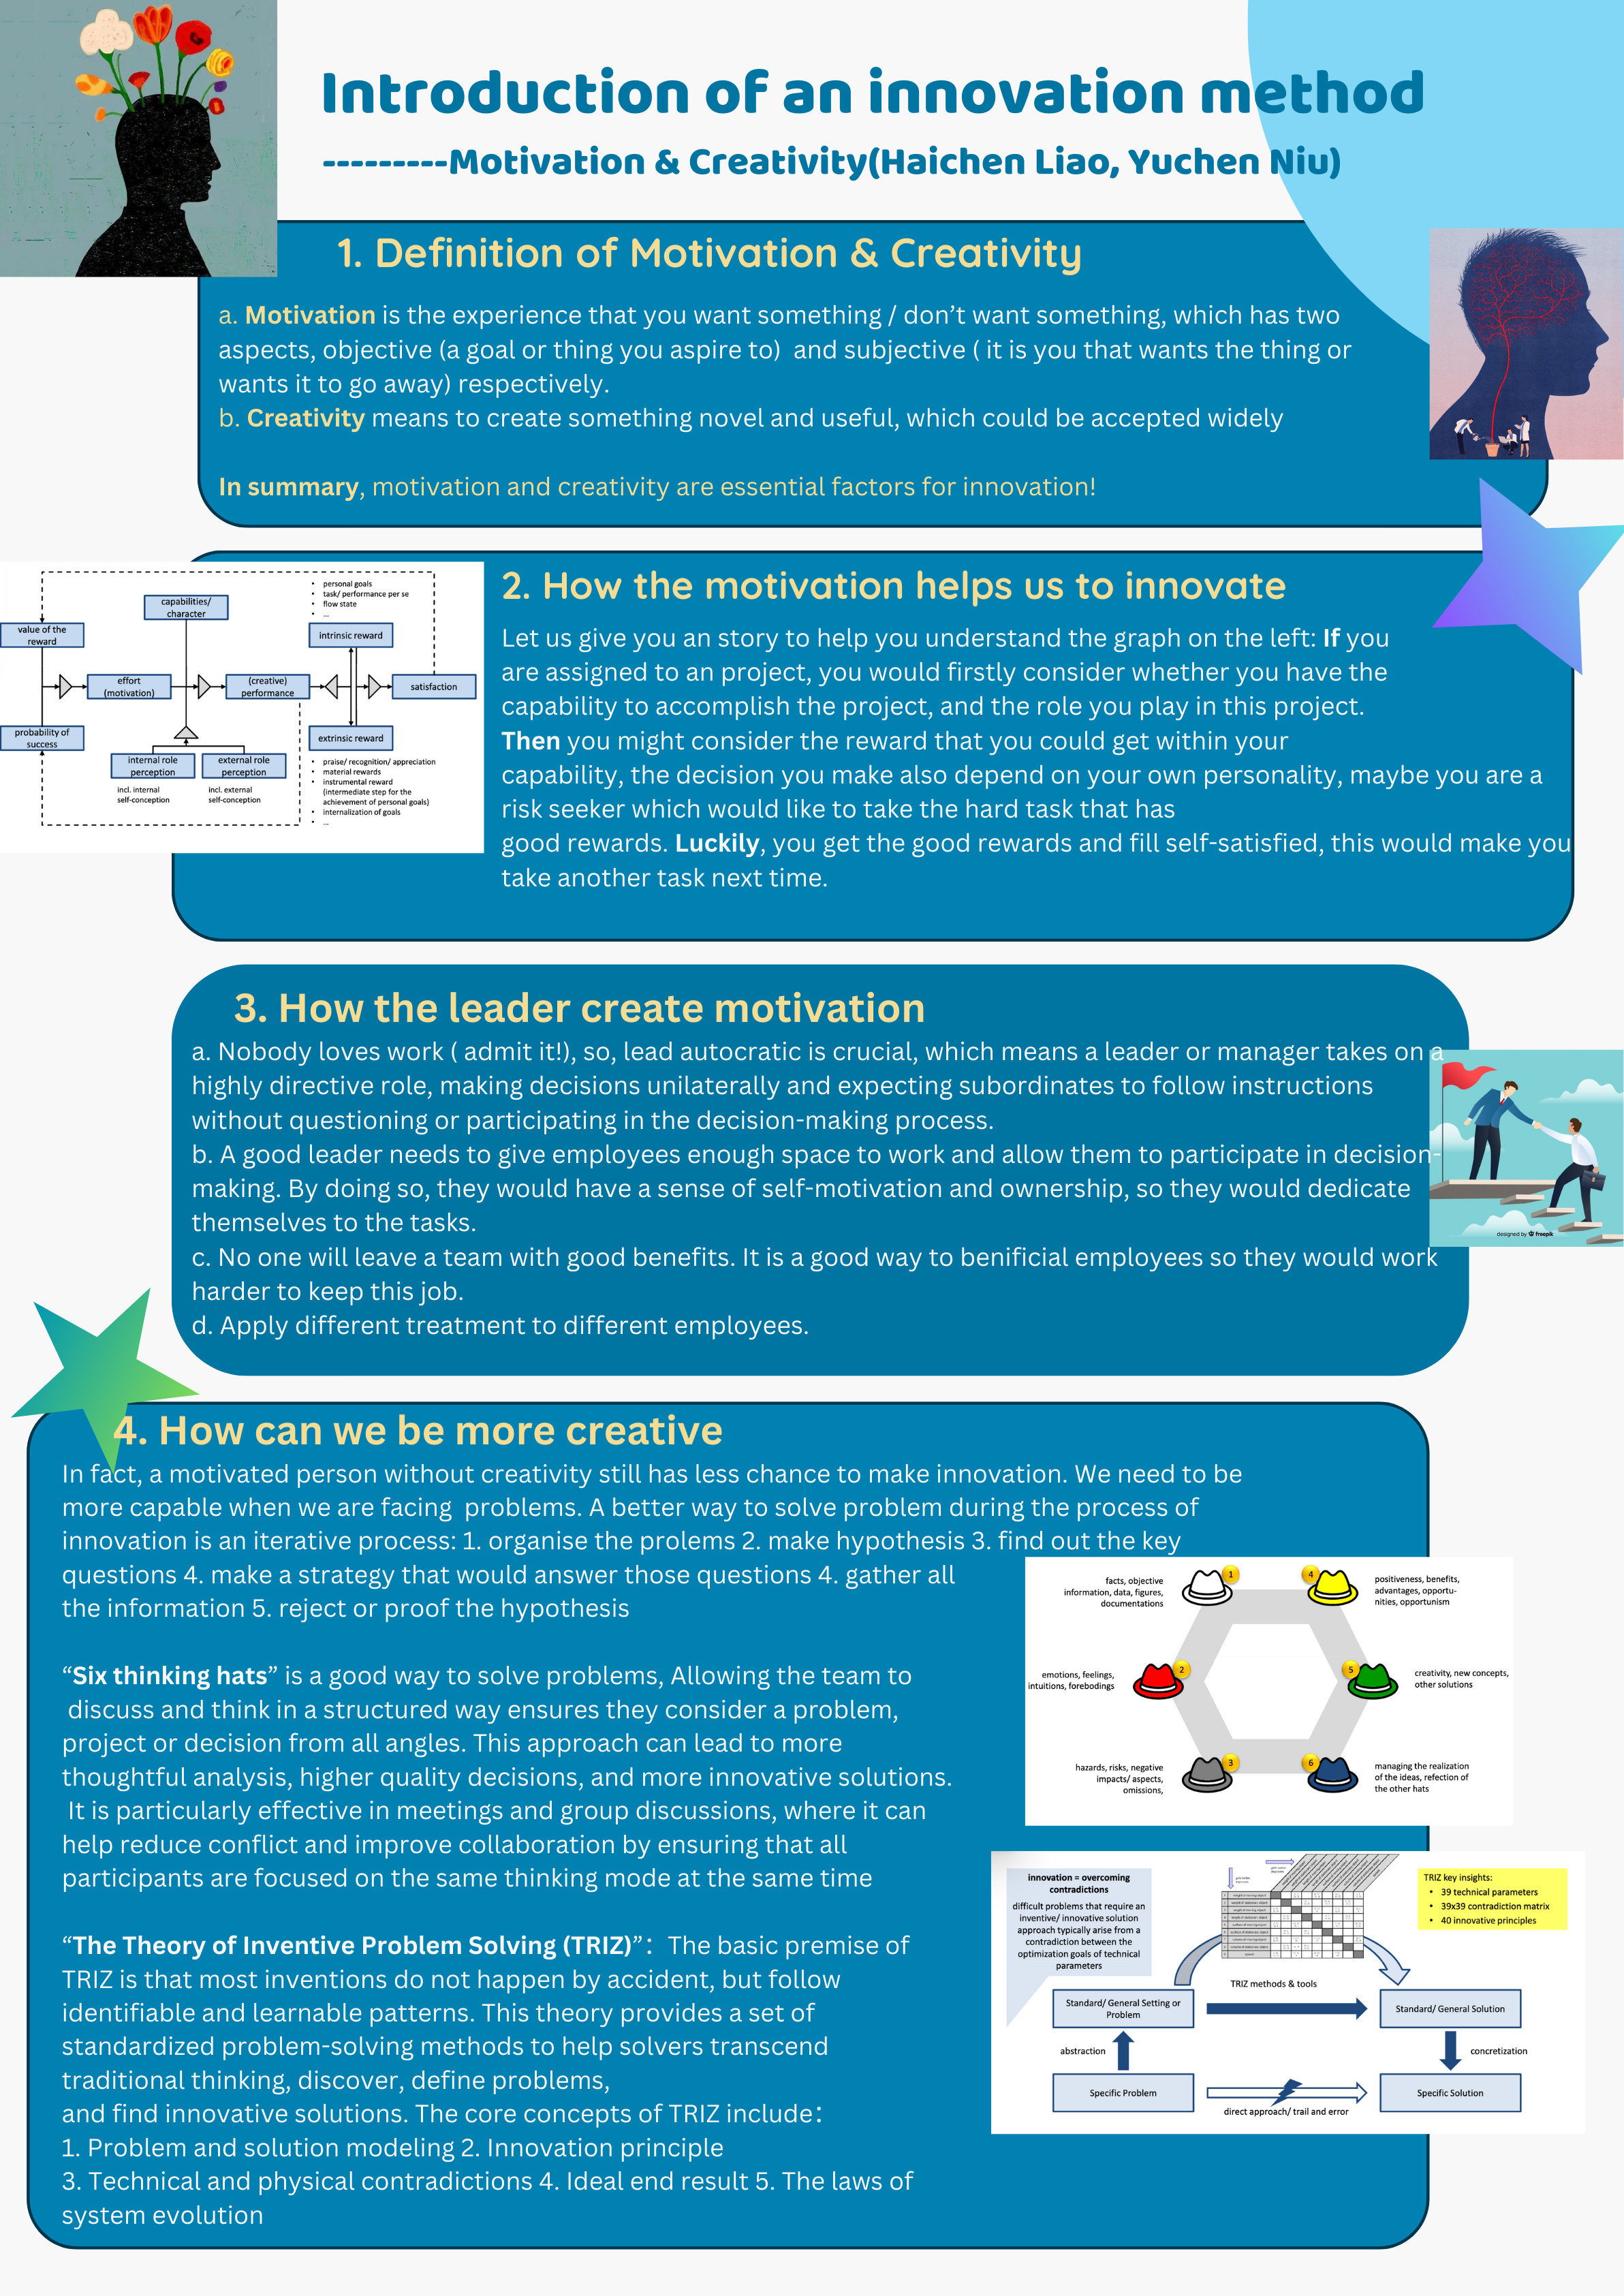 Introduction of an innovation method
---------Motivation & Creativity(Haichen Liao, Yuchen Niu)
1. Definition of Motivation & Creativity
a. Motivation is the experience that you want something / don't want something, which has two
aspects, objective (a goal or thing you aspire to)  and subjective ( it is you that wants the thing or
wants it to go away) respectively.
b. Creativity means to create something novel and useful, which could be accepted widely
In summary, motivation and creativity are essential factors for innovation!
• personal goals
• task/ performance per se
• flow state
• ...
capabilities/
character
value of the
reward
intrinsic reward
effort
(motivation)
(creative)
performance
satisfaction
probability of
success
extrinsic reward
internal role
perception
external role
perception
incl. internal
self-conception
incl. external
self-conception
• praise/ recognition/ appreciation
• material rewards
• instrumental reward
(intermediate step for the
achievement of personal goals)
• internalization of goals
• ...
2. How the motivation helps us to innovate
Let us give you an story to help you understand the graph on the left: If you
are assigned to an project, you would firstly consider whether you have the
capability to accomplish the project, and the role you play in this project.
Then you might consider the reward that you could get within your
capability, the decision you make also depend on your own personality, maybe you are a
risk seeker which would like to take the hard task that has
good rewards. Luckily, you get the good rewards and fill self-satisfied, this would make you
take another task next time.
3. How the leader create motivation
a. Nobody loves work ( admit it!), so, lead autocratic is crucial, which means a leader or manager takes on a
highly directive role, making decisions unilaterally and expecting subordinates to follow instructions
without questioning or participating in the decision-making process.
b. A good leader needs to give employees enough space to work and allow them to participate in decision-
making. By doing so, they would have a sense of self-motivation and ownership, so they would dedicate
themselves to the tasks.
c. No one will leave a team with good benefits. It is a good way to benificial employees so they would work
harder to keep this job.
d. Apply different treatment to different employees.
designed by freepik
4. How can we be more creative
In fact, a motivated person without creativity still has less chance to make innovation. We need to be
more capable when we are facing  problems. A better way to solve problem during the process of
innovation is an iterative process: 1. organise the prolems 2. make hypothesis 3. find out the key
questions 4. make a strategy that would answer those questions 4. gather all
the information 5. reject or proof the hypothesis
"Six thinking hats" is a good way to solve problems, Allowing the team to
discuss and think in a structured way ensures they consider a problem,
project or decision from all angles. This approach can lead to more
thoughtful analysis, higher quality decisions, and more innovative solutions.
It is particularly effective in meetings and group discussions, where it can
help reduce conflict and improve collaboration by ensuring that all
participants are focused on the same thinking mode at the same time
"The Theory of Inventive Problem Solving (TRIZ)"： The basic premise of
TRIZ is that most inventions do not happen by accident, but follow
identifiable and learnable patterns. This theory provides a set of
standardized problem-solving methods to help solvers transcend
traditional thinking, discover, define problems,
and find innovative solutions. The core concepts of TRIZ include：
1. Problem and solution modeling 2. Innovation principle
3. Technical and physical contradictions 4. Ideal end result 5. The laws of
system evolution
facts, objective
information, data, figures,
documentations
1
4
positiveness, benefits,
advantages, opportu-
nities, opportunism
emotions, feelings,
intuitions, forebodings
2
5
creativity, new concepts,
other solutions
hazards, risks, negative
impacts/ aspects,
omissions,
3
6
managing the realization
of the ideas, refection of
the other hats
innovation = overcoming
contradictions
difficult problems that require an
inventive/ innovative solution
approach typically arise from a
contradiction between the
optimization goals of technical
parameters
TRIZ key insights:
• 39 technical parameters
• 39x39 contradiction matrix
• 40 innovative principles
TRIZ methods & tools
Standard/ General Setting or
Problem
Standard/ General Solution
abstraction
concretization
Specific Problem
Specific Solution
direct approach/ trail and error